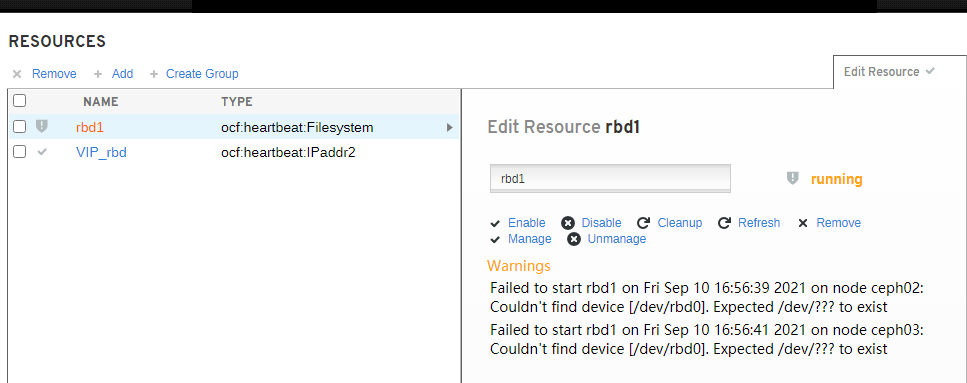 RESOURCES
Remove Add Create Group
Edit Resource
NAME TYPE
rbd1 ocf:heartbeat:Filesystem
VIP_rbd ocf:heartbeat:IPaddr2
Edit Resource rbd1
rbd1 running
Enable Disable Cleanup Refresh Remove
Manage Unmanage
Warnings
Failed to start rbd1 on Fri Sep 10 16:56:39 2021 on node ceph02:
Couldn't find device [/dev/rbd0]. Expected /dev/??? to exist
Failed to start rbd1 on Fri Sep 10 16:56:41 2021 on node ceph03:
Couldn't find device [/dev/rbd0]. Expected /dev/??? to exist